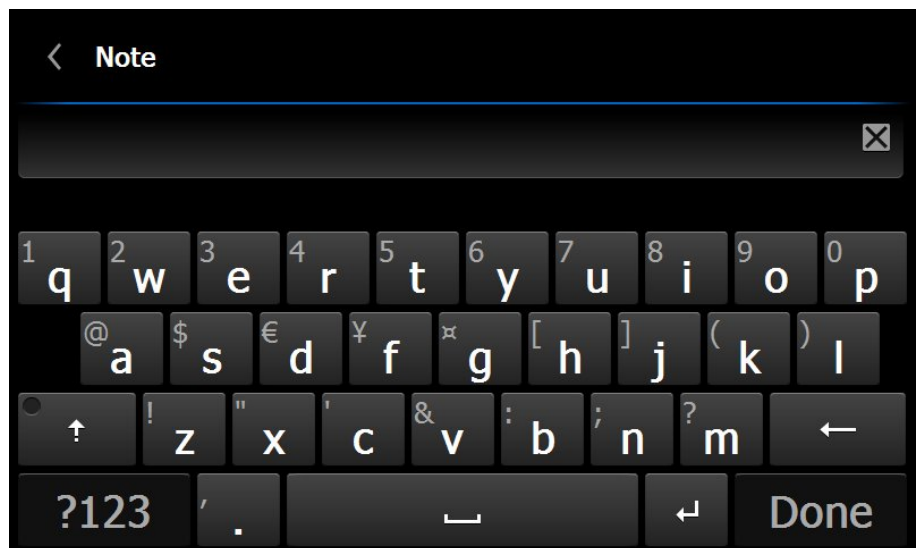 Note
1 q 2 w 3 e 4 r 5 t 6 y 7 u 8 i 9 o 0 p
@ a $ s € d ¥ f ¤ g [ h ] j ( k ) l
! z " x ' c & v : b ; n ? m
?123 , . Done